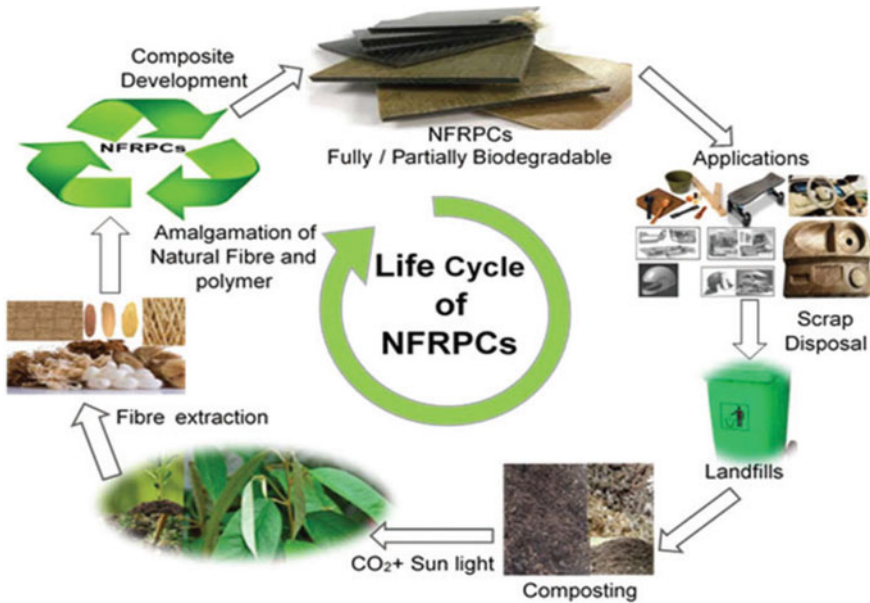 Composite
Development
NFRPCs
NFRPCs
Fully / Partially Biodegradable
Applications
Amalgamation of
Natural Fibre and
polymer
Life Cycle
of
NFRPCs
Scrap
Disposal
Fibre extraction
Landfills
CO₂+ Sun light
Composting